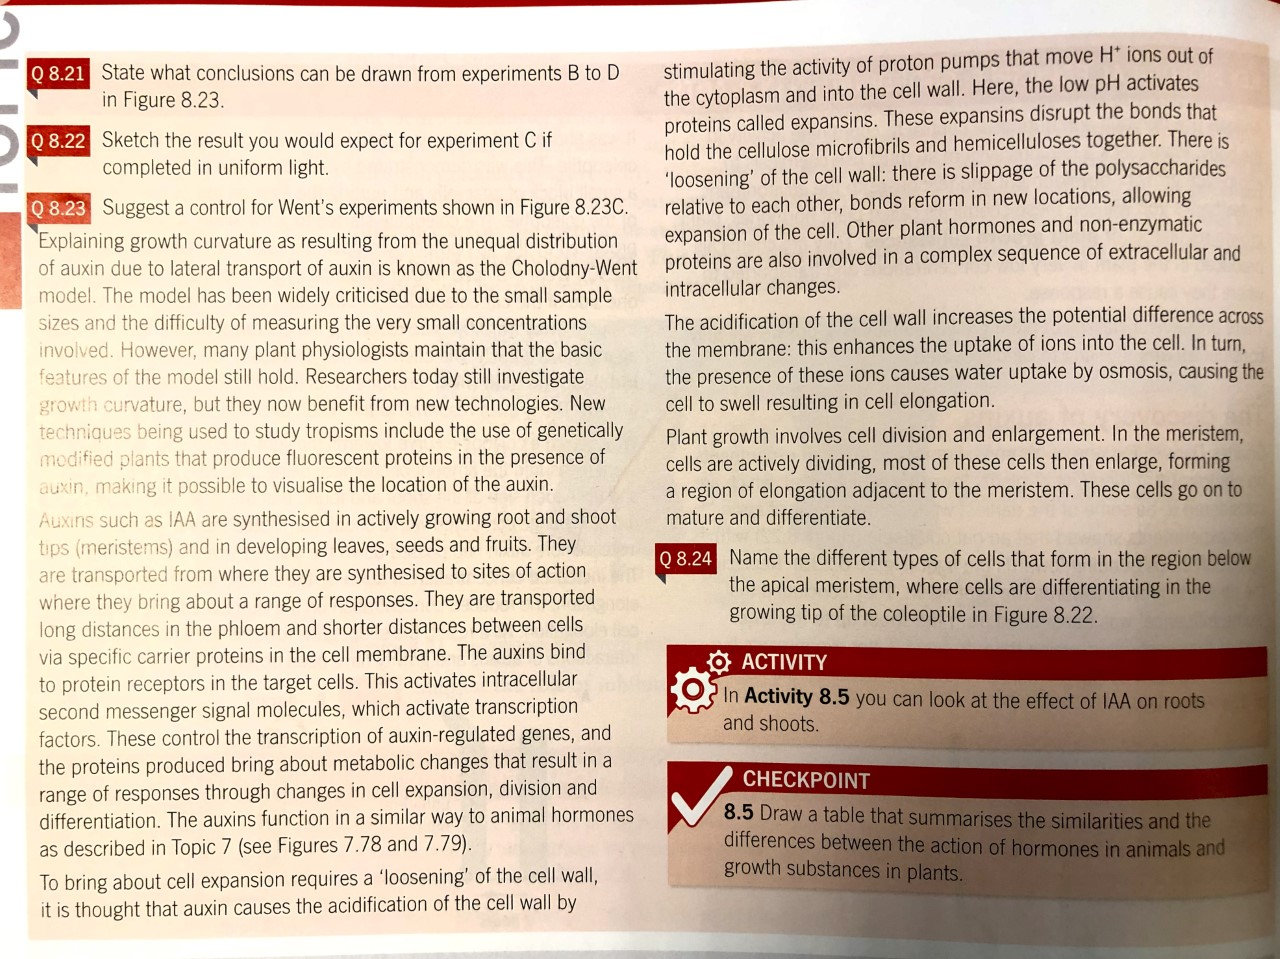 TOPIC
Q 8.21 State what conclusions can be drawn from experiments B to D
in Figure 8.23.
Q 8.22 Sketch the result you would expect for experiment C if
completed in uniform light.
Q 8.23 Suggest a control for Went's experiments shown in Figure 8.23C.
Explaining growth curvature as resulting from the unequal distribution
of auxin due to lateral transport of auxin is known as the Cholodny-Went
model. The model has been widely criticised due to the small sample
sizes and the difficulty of measuring the very small concentrations
involved. However, many plant physiologists maintain that the basic
features of the model still hold. Researchers today still investigate
growth curvature, but they now benefit from new technologies. New
techniques being used to study tropisms include the use of genetically
modified plants that produce fluorescent proteins in the presence of
auxin, making it possible to visualise the location of the auxin.
Auxins such as IAA are synthesised in actively growing root and shoot
tips (meristems) and in developing leaves, seeds and fruits. They
are transported from where they are synthesised to sites of action
where they bring about a range of responses. They are transported
long distances in the phloem and shorter distances between cells
via specific carrier proteins in the cell membrane. The auxins bind
to protein receptors in the target cells. This activates intracellular
second messenger signal molecules, which activate transcription
factors. These control the transcription of auxin-regulated genes, and
the proteins produced bring about metabolic changes that result in a
range of responses through changes in cell expansion, division and
differentiation. The auxins function in a similar way to animal hormones
as described in Topic 7 (see Figures 7.78 and 7.79).
To bring about cell expansion requires a 'loosening' of the cell wall,
it is thought that auxin causes the acidification of the cell wall by
stimulating the activity of proton pumps that move H⁺ ions out of
the cytoplasm and into the cell wall. Here, the low pH activates
proteins called expansins. These expansins disrupt the bonds that
hold the cellulose microfibrils and hemicelluloses together. There is
'loosening' of the cell wall: there is slippage of the polysaccharides
relative to each other, bonds reform in new locations, allowing
expansion of the cell. Other plant hormones and non-enzymatic
proteins are also involved in a complex sequence of extracellular and
intracellular changes.
The acidification of the cell wall increases the potential difference across
the membrane: this enhances the uptake of ions into the cell. In turn,
the presence of these ions causes water uptake by osmosis, causing the
cell to swell resulting in cell elongation.
Plant growth involves cell division and enlargement. In the meristem,
cells are actively dividing, most of these cells then enlarge, forming
a region of elongation adjacent to the meristem. These cells go on to
mature and differentiate.
Q 8.24 Name the different types of cells that form in the region below
the apical meristem, where cells are differentiating in the
growing tip of the coleoptile in Figure 8.22.
ACTIVITY
In Activity 8.5 you can look at the effect of IAA on roots
and shoots.
CHECKPOINT
8.5 Draw a table that summarises the similarities and the
differences between the action of hormones in animals and
growth substances in plants.